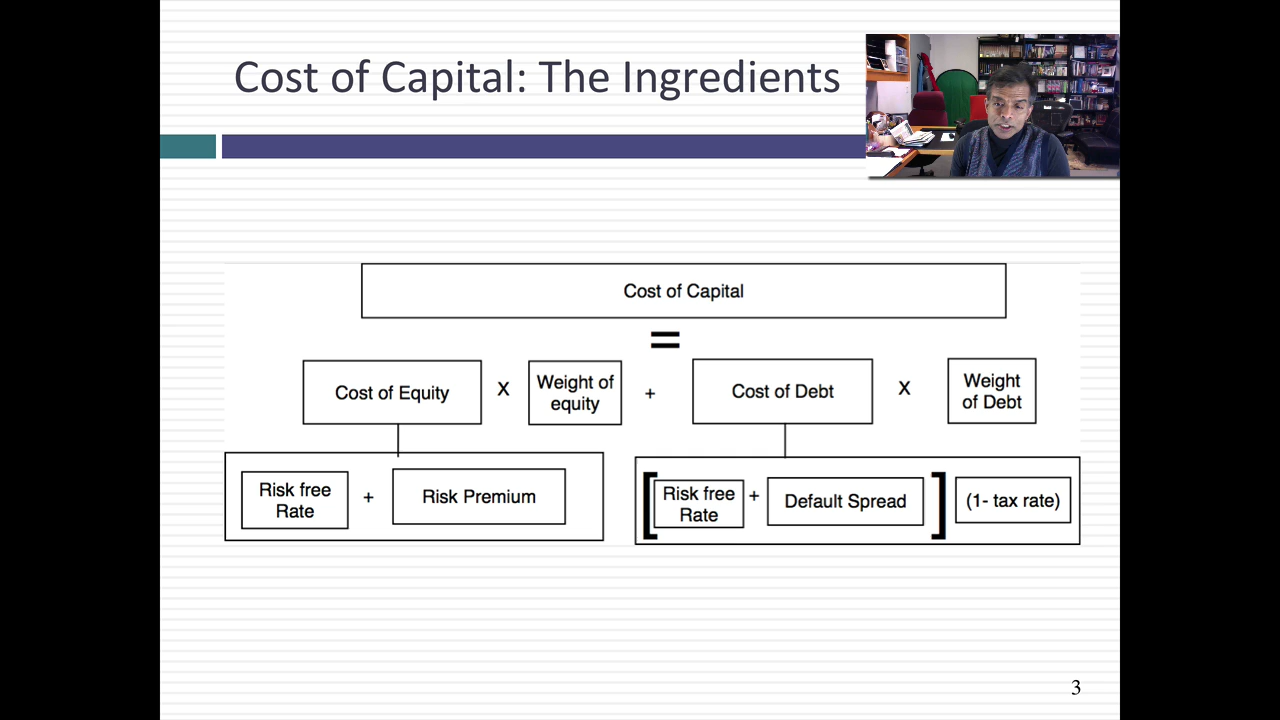 Cost of Capital: The Ingredients
Cost of Capital
=
Cost of Equity
X
Weight of
equity
+
Cost of Debt
X
Weight
of Debt
Risk free
Rate
+
Risk Premium
[
Risk free
Rate
+
Default Spread
]
(1- tax rate)
3